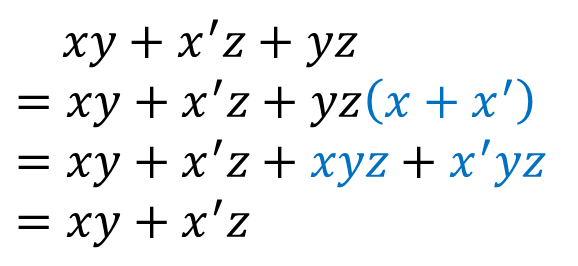 xy + x′z + yz
= xy + x′z + yz(x + x′)
= xy + x′z + xyz + x′yz
= xy + x′z